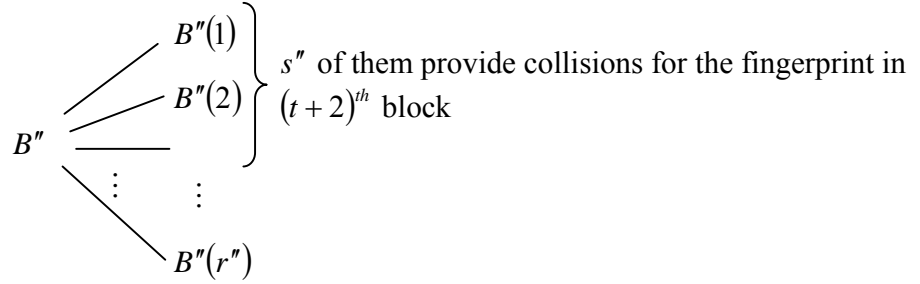 B″(1)
s″ of them provide collisions for the fingerprint in
B″(2)
(t + 2)^th block
B″
⋮ ⋮
B″(r″)